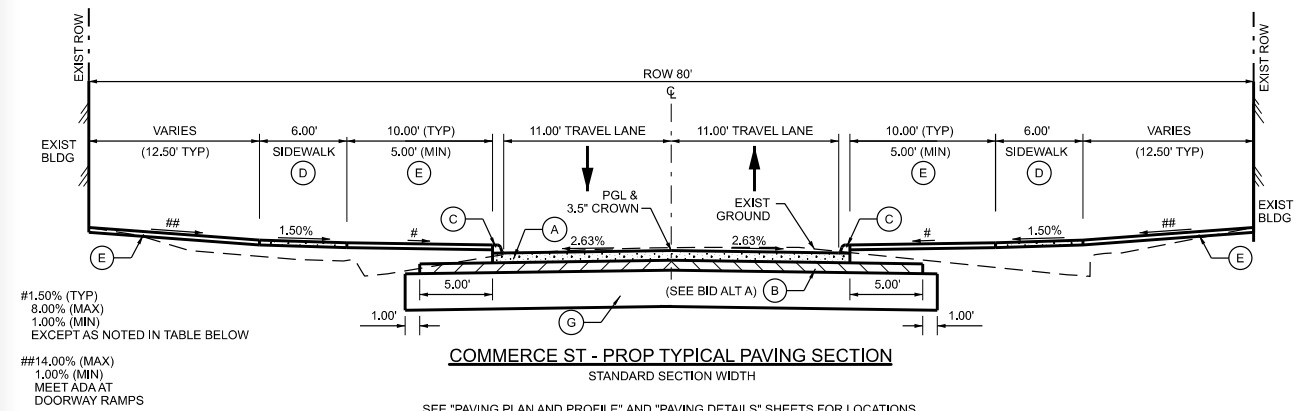 EXIST ROW
EXIST ROW
ROW 80'
℄
VARIES
(12.50' TYP)
6.00'
SIDEWALK
D
10.00' (TYP)
5.00' (MIN)
E
11.00' TRAVEL LANE
11.00' TRAVEL LANE
10.00' (TYP)
5.00' (MIN)
E
6.00'
SIDEWALK
D
VARIES
(12.50' TYP)
EXIST
BLDG
EXIST
BLDG
PGL &
3.5" CROWN
EXIST
GROUND
C
A
C
##
1.50%
#
2.63%
2.63%
#
1.50%
##
E
E
5.00'
(SEE BID ALT A)
B
5.00'
1.00'
G
1.00'
#1.50% (TYP)
8.00% (MAX)
1.00% (MIN)
EXCEPT AS NOTED IN TABLE BELOW
##14.00% (MAX)
1.00% (MIN)
MEET ADA AT
DOORWAY RAMPS
COMMERCE ST - PROP TYPICAL PAVING SECTION
STANDARD SECTION WIDTH
SEE "PAVING PLAN AND PROFILE" AND "PAVING DETAILS" SHEETS FOR LOCATIONS